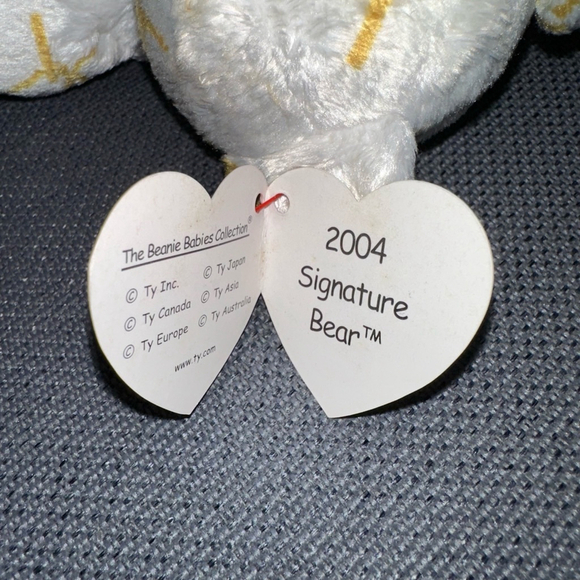 The Beanie Babies Collection®
© Ty Inc.
© Ty Canada
© Ty Europe
© Ty Japan
© Ty Asia
© Ty Australia
www.ty.com
2004
Signature
Bear™